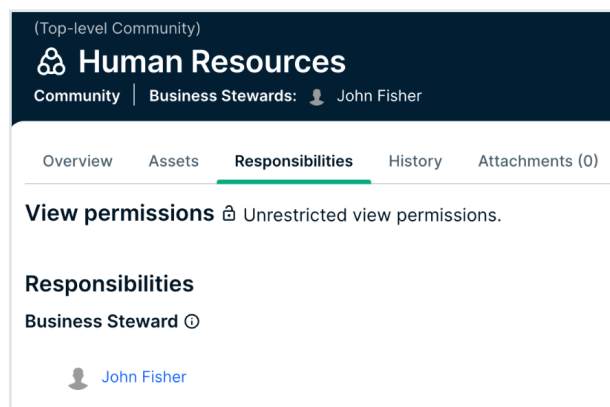 (Top-level Community)
Human Resources
Community | Business Stewards: John Fisher
Overview Assets Responsibilities History Attachments (0)
View permissions Unrestricted view permissions.
Responsibilities
Business Steward
John Fisher